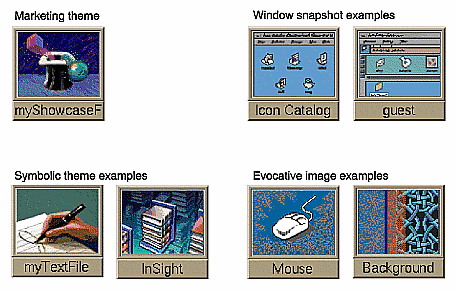 Marketing theme
Window snapshot examples
myShowcaseF
Icon Catalog
guest
Symbolic theme examples
Evocative image examples
myTextFile
InSight
Mouse
Background